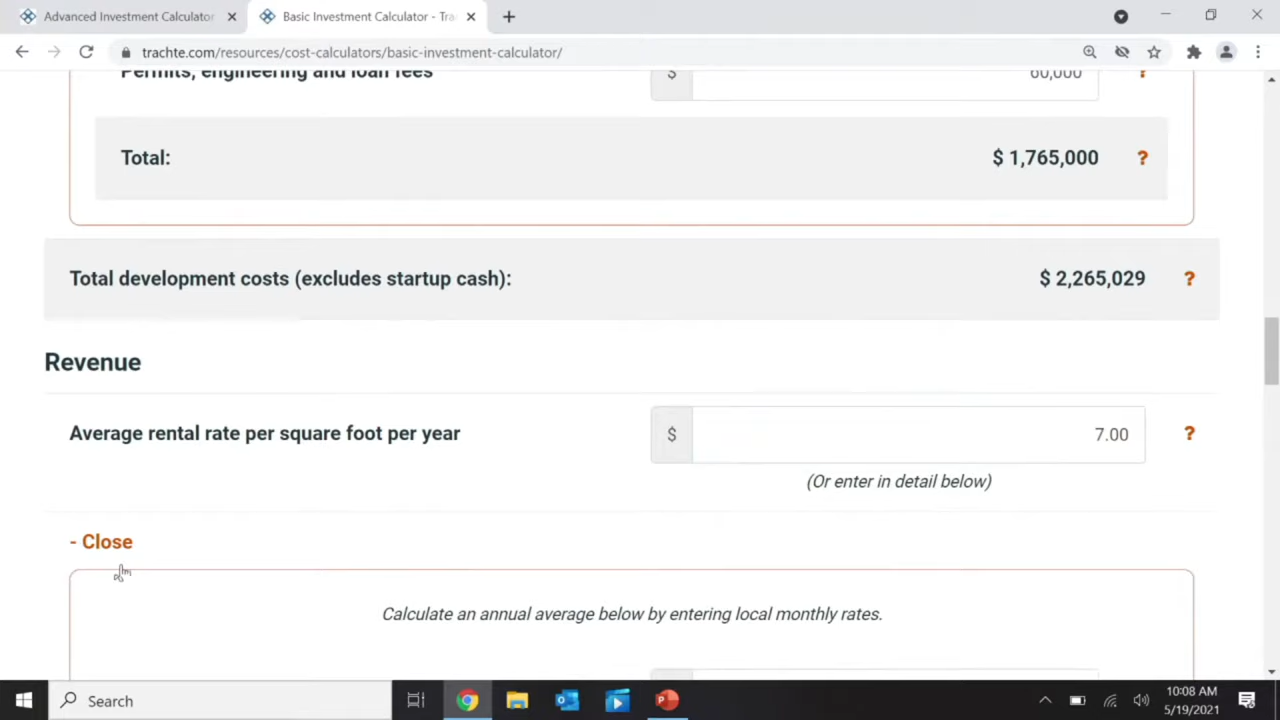 Advanced Investment Calculator
Basic Investment Calculator - Tra
trachte.com/resources/cost-calculators/basic-investment-calculator/
Permits, engineering and loan fees
$
60,000
?
Total:
$ 1,765,000
?
Total development costs (excludes startup cash):
$ 2,265,029
?
Revenue
Average rental rate per square foot per year
$
7.00
?
(Or enter in detail below)
- Close
Calculate an annual average below by entering local monthly rates.
Search
10:08 AM
5/19/2021